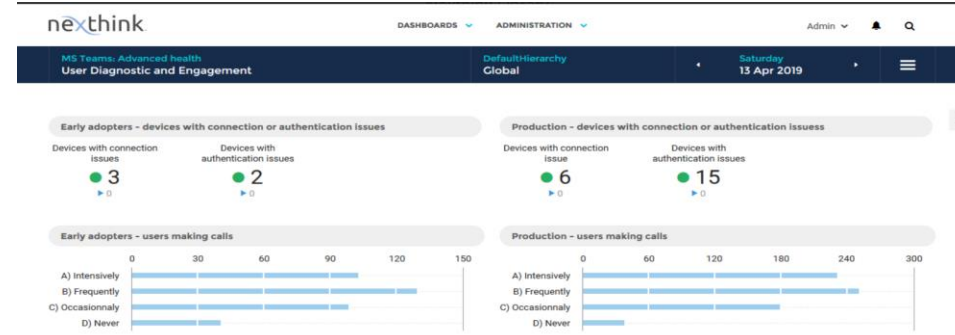 nexthink
DASHBOARDS ADMINISTRATION Admin
MS Teams: Advanced health DefaultHierarchy Saturday
User Diagnostic and Engagement Global 13 Apr 2019
Early adopters - devices with connection or authentication issues
Devices with connection issues
3
0
Devices with authentication issues
2
0
Production - devices with connection or authentication issuess
Devices with connection issue
6
0
Devices with authentication issues
15
0
Early adopters - users making calls
0 30 60 90 120 150
A) Intensively
B) Frequently
C) Occasionnaly
D) Never
Production - users making calls
0 60 120 180 240 300
A) Intensively
B) Frequently
C) Occasionnaly
D) Never